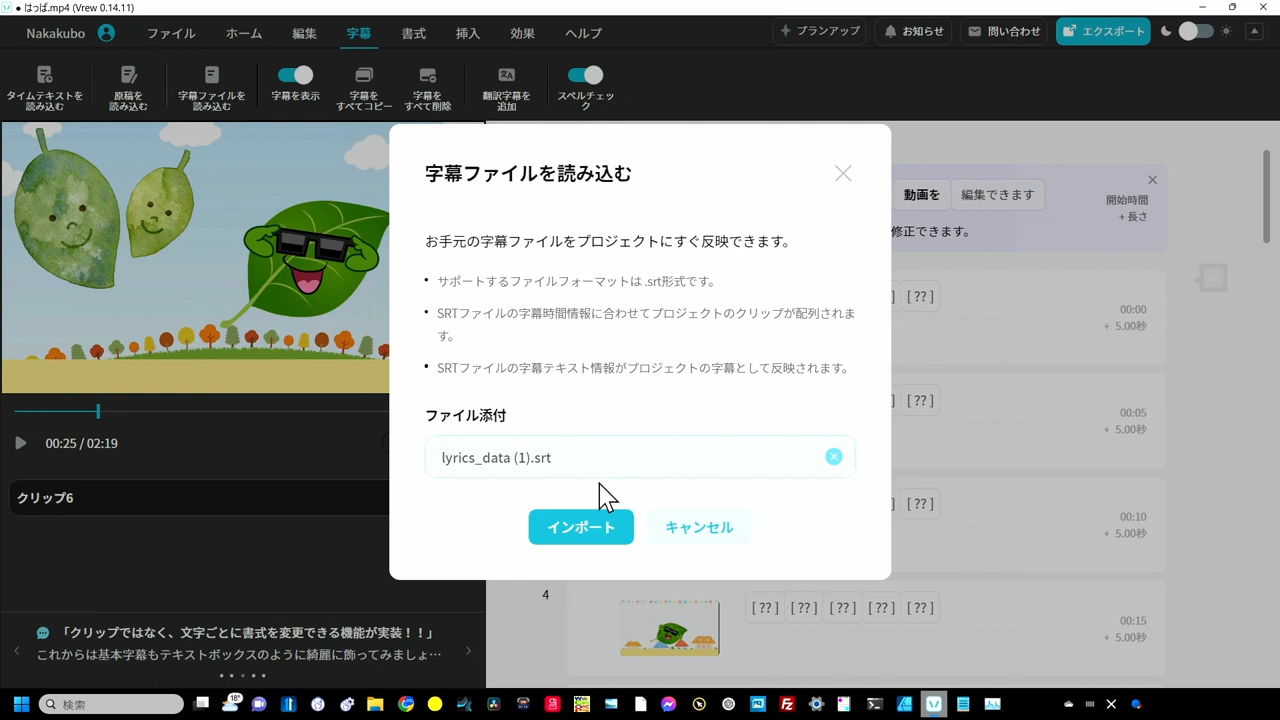 ● はっぱ.mp4 (Vrew 0.14.11)
Nakakubo ファイル ホーム 編集 字幕 書式 挿入 効果 ヘルプ プランアップ お知らせ 問い合わせ エクスポート
タイムテキストを
読み込む
原稿を
読み込む
字幕ファイルを
読み込む
字幕を表示
字幕を
すべてコピー
字幕を
すべて削除
翻訳字幕を
追加
スペルチェッ
ク
字幕ファイルを読み込む
お手元の字幕ファイルをプロジェクトにすぐ反映できます。
• サポートするファイルフォーマットは .srt形式です。
• SRTファイルの字幕時間情報に合わせてプロジェクトのクリップが配列されま
す。
• SRTファイルの字幕テキスト情報がプロジェクトの字幕として反映されます。
ファイル添付
lyrics_data (1).srt
インポート キャンセル
動画を 編集できます
修正できます。
開始時間
+ 長さ
] [ ?? ]
00:00
+ 5.00秒
] [ ?? ]
00:05
+ 5.00秒
] [ ?? ]
00:10
+ 5.00秒
4
[ ?? ] [ ?? ] [ ?? ] [ ?? ] [ ?? ]
00:15
+ 5.00秒
00:25 / 02:19
クリップ6
「クリップではなく、文字ごとに書式を変更できる機能が実装！！」
これからは基本字幕もテキストボックスのように綺麗に飾ってみましょ…
検索
18°